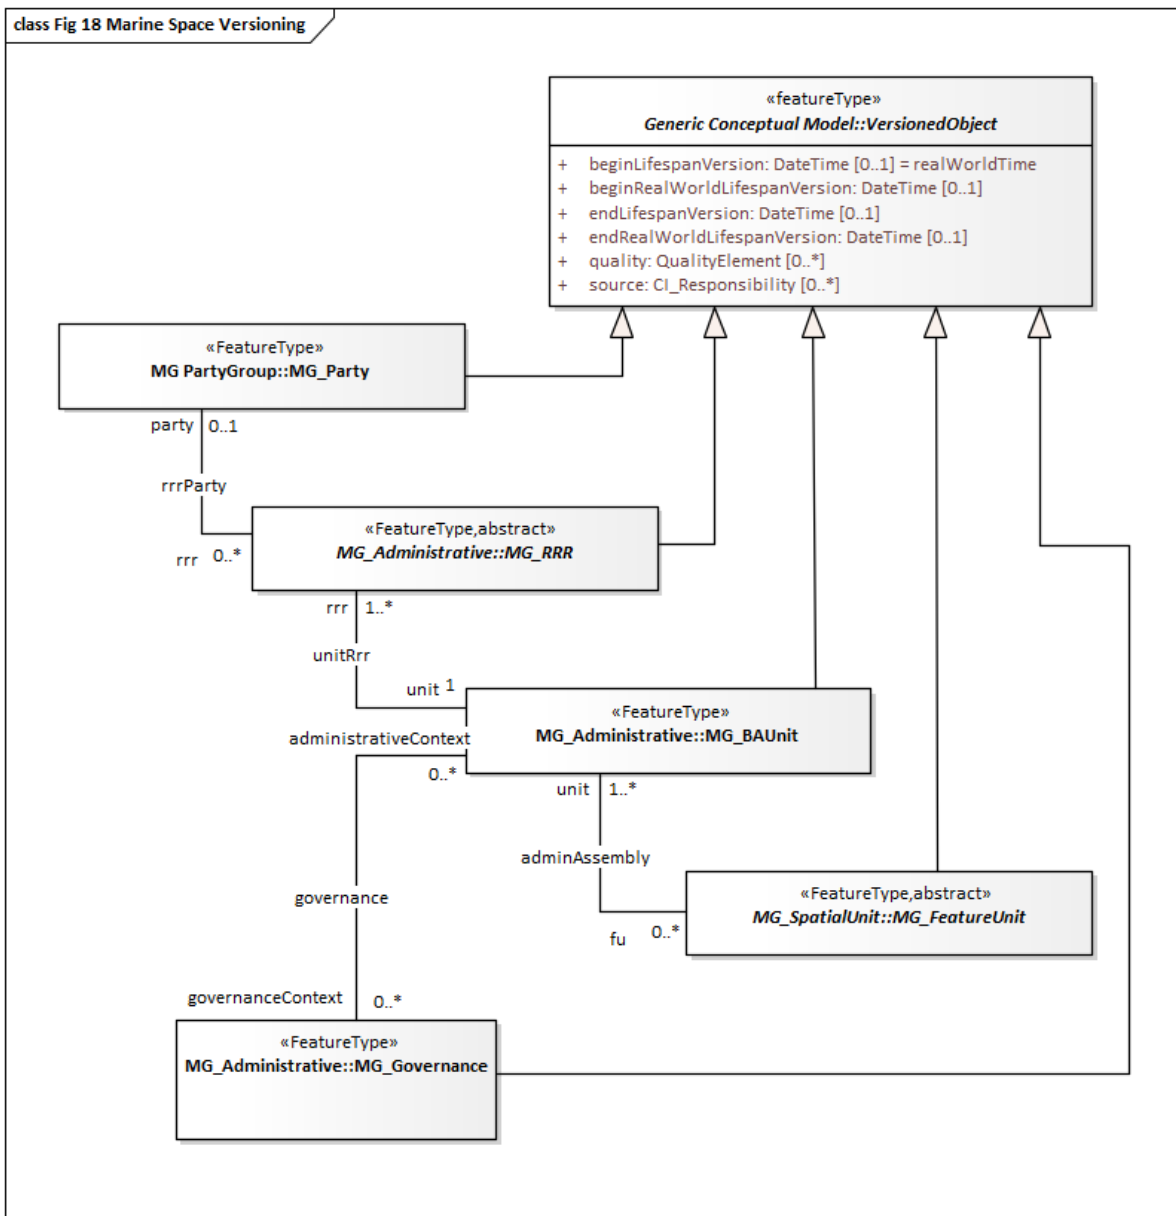 class Fig 18 Marine Space Versioning
«featureType»
Generic Conceptual Model::VersionedObject
+ beginLifespanVersion: DateTime [0..1] = realWorldTime
+ beginRealWorldLifespanVersion: DateTime [0..1]
+ endLifespanVersion: DateTime [0..1]
+ endRealWorldLifespanVersion: DateTime [0..1]
+ quality: QualityElement [0..*]
+ source: CI_Responsibility [0..*]
«FeatureType»
MG PartyGroup::MG_Party
party 0..1
rrrParty
rrr 0..*
«FeatureType,abstract»
MG_Administrative::MG_RRR
rrr 1..*
unitRrr
unit 1
«FeatureType»
MG_Administrative::MG_BAUnit
administrativeContext
0..*
unit 1..*
adminAssembly
fu 0..*
«FeatureType,abstract»
MG_SpatialUnit::MG_FeatureUnit
governance
governanceContext 0..*
«FeatureType»
MG_Administrative::MG_Governance